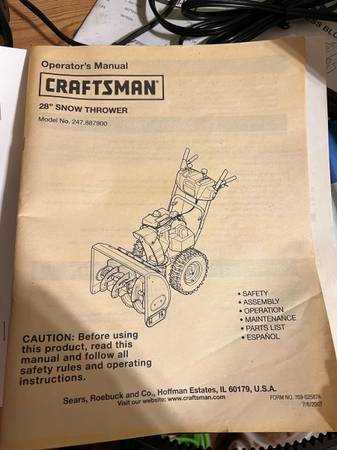 Operator's Manual
CRAFTSMAN
28" SNOW THROWER
Model No. 247.887900
• SAFETY
• ASSEMBLY
• OPERATION
• MAINTENANCE
• PARTS LIST
• ESPAÑOL
CAUTION: Before using
this product, read this
manual and follow all
safety rules and operating
instructions.
Sears, Roebuck and Co., Hoffman Estates, IL 60179, U.S.A.
Visit our website: www.craftsman.com
FORM NO.